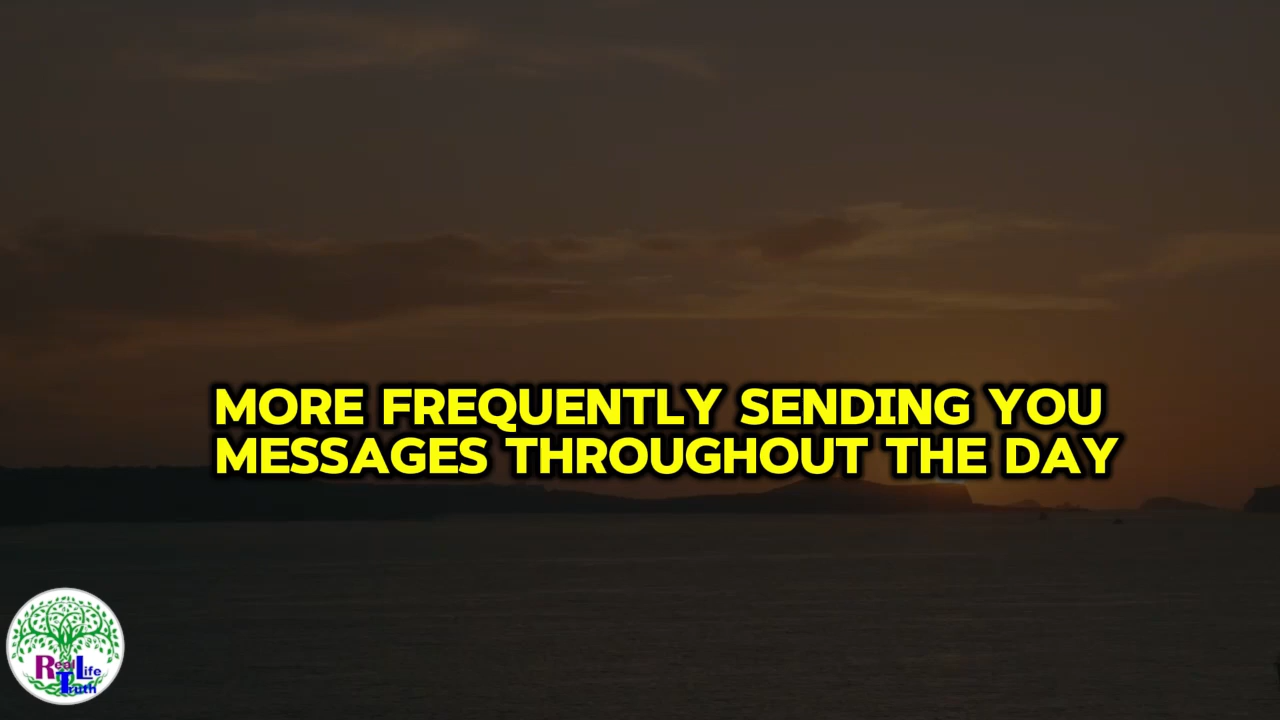 MORE FREQUENTLY SENDING YOU
MESSAGES THROUGHOUT THE DAY
Real Life
Truth